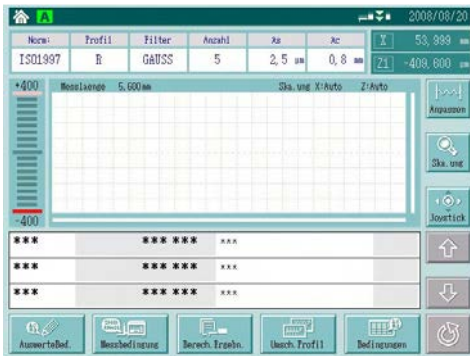 A 2008/08/20
Norm: Profil Filter Anzahl λs λc X 53,999 mm
ISO1997 R GAUSS 5 2,5 µm 0,8 mm Z1 -409,600 µm
+400 Messlaenge 5,600mm Ska.ung X:Auto Z:Auto
Anpassen
Ska.ung
Joystick
-400
*** *** *** ***
*** *** *** ***
*** *** *** ***
AuswerteBed. Messbedingung Berech.Ergebn. Umsch.Profil Bedingungen